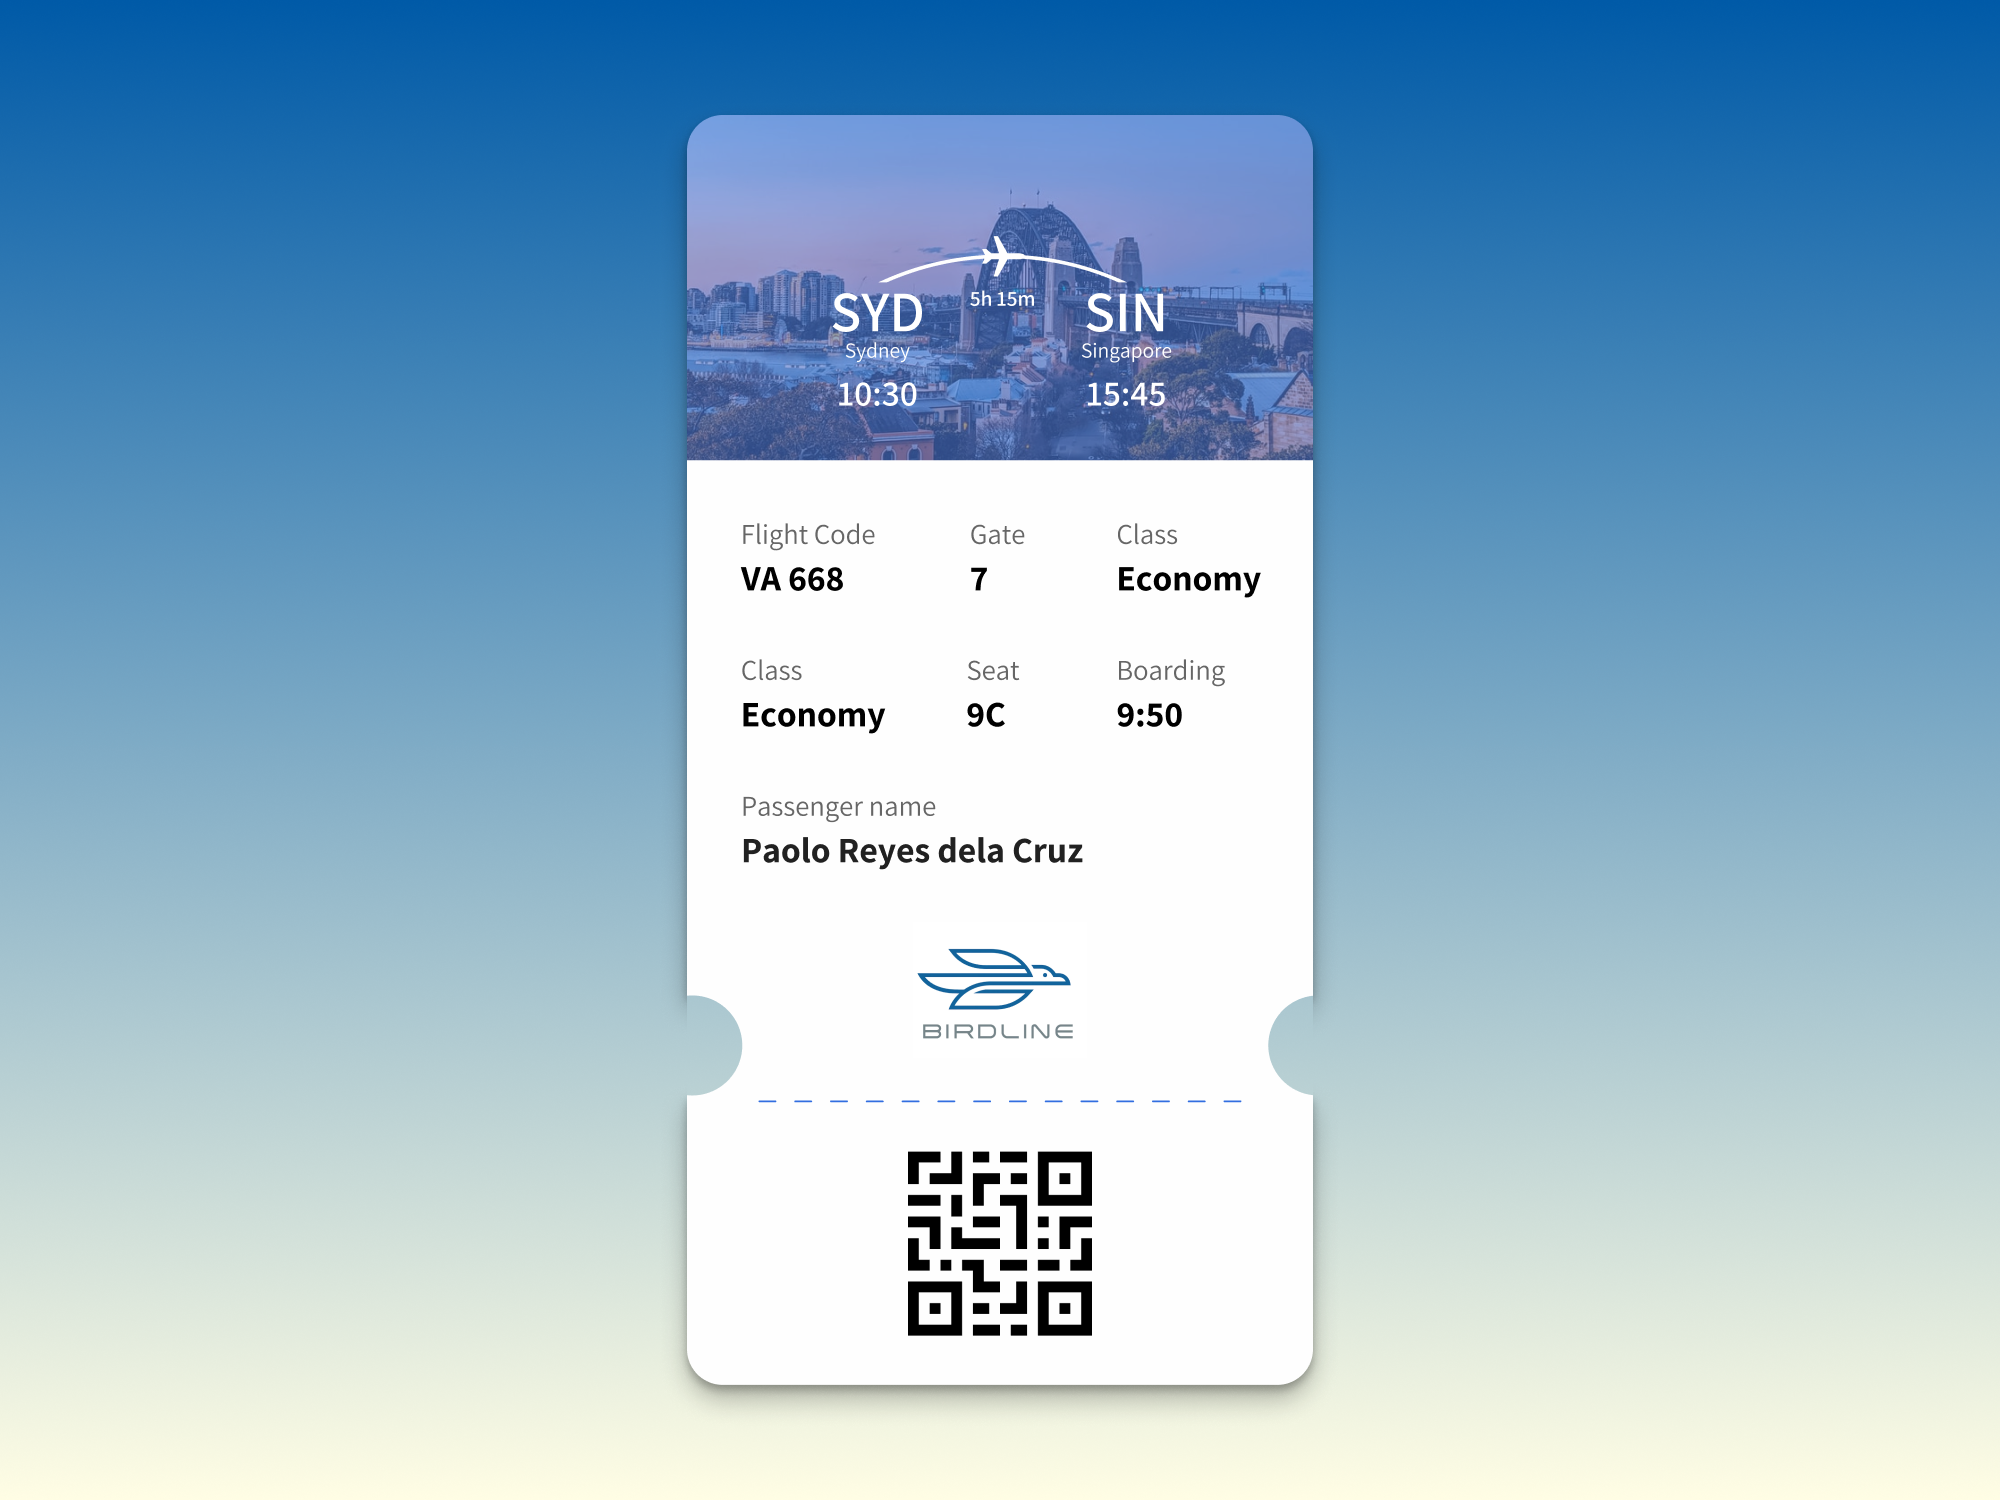 5h 15m
SYD SIN
Sydney Singapore
10:30 15:45
Flight Code Gate Class
VA 668 7 Economy
Class Seat Boarding
Economy 9C 9:50
Passenger name
Paolo Reyes dela Cruz
BIRDLINE